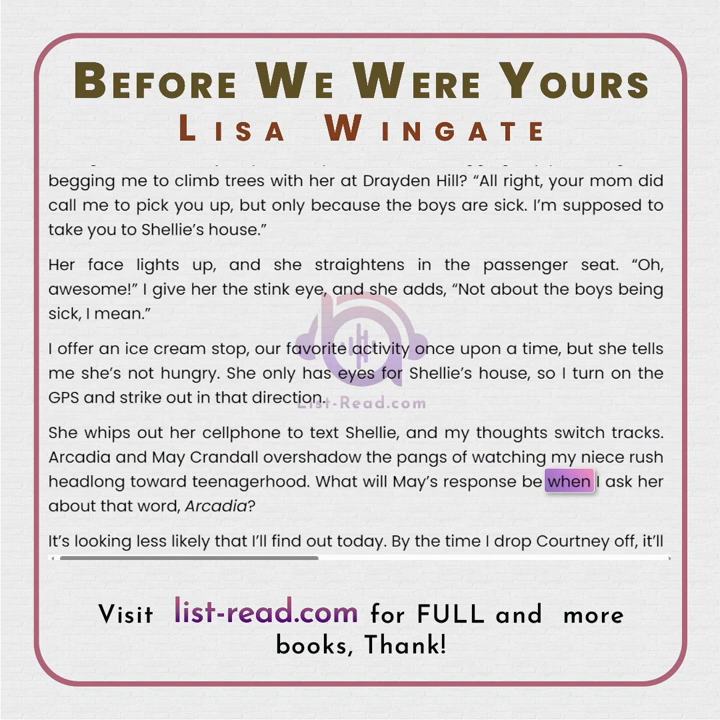 BEFORE WE WERE YOURS
LISA WINGATE
begging me to climb trees with her at Drayden Hill? “All right, your mom did
call me to pick you up, but only because the boys are sick. I’m supposed to
take you to Shellie’s house.”
Her face lights up, and she straightens in the passenger seat. “Oh,
awesome!” I give her the stink eye, and she adds, “Not about the boys being
sick, I mean.”
I offer an ice cream stop, our favorite activity once upon a time, but she tells
me she’s not hungry. She only has eyes for Shellie’s house, so I turn on the
GPS and strike out in that direction.
List-Read.com
She whips out her cellphone to text Shellie, and my thoughts switch tracks.
Arcadia and May Crandall overshadow the pangs of watching my niece rush
headlong toward teenagerhood. What will May’s response be when I ask her
about that word, Arcadia?
It’s looking less likely that I’ll find out today. By the time I drop Courtney off, it’ll
Visit list-read.com for FULL and more
books, Thank!